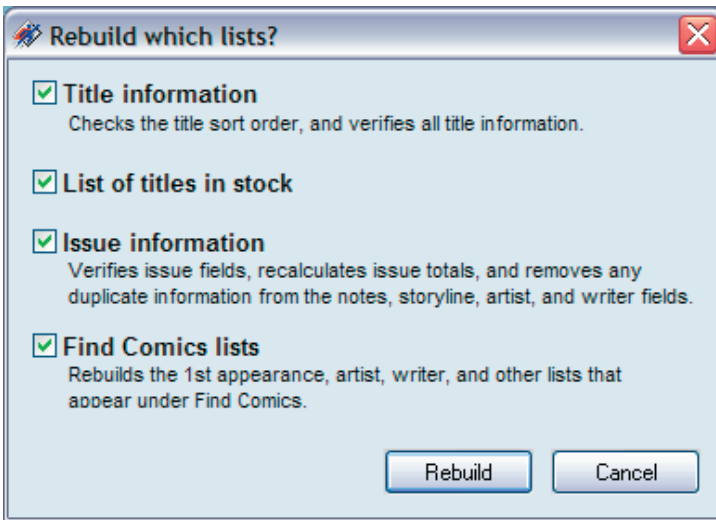 Rebuild which lists?
Title information
Checks the title sort order, and verifies all title information.
List of titles in stock
Issue information
Verifies issue fields, recalculates issue totals, and removes any
duplicate information from the notes, storyline, artist, and writer fields.
Find Comics lists
Rebuilds the 1st appearance, artist, writer, and other lists that
appear under Find Comics.
Rebuild
Cancel